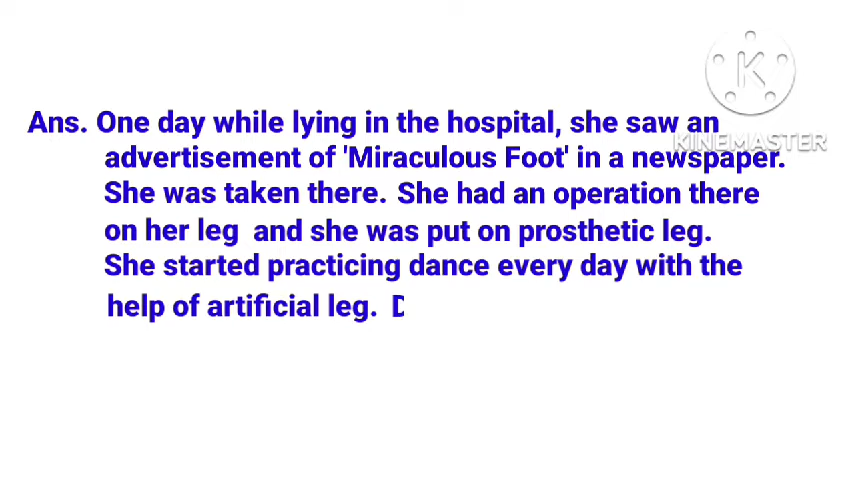 KINEMASTER
Ans. One day while lying in the hospital, she saw an
advertisement of 'Miraculous Foot' in a newspaper.
She was taken there. She had an operation there
on her leg and she was put on prosthetic leg.
She started practicing dance every day with the
help of artificial leg.